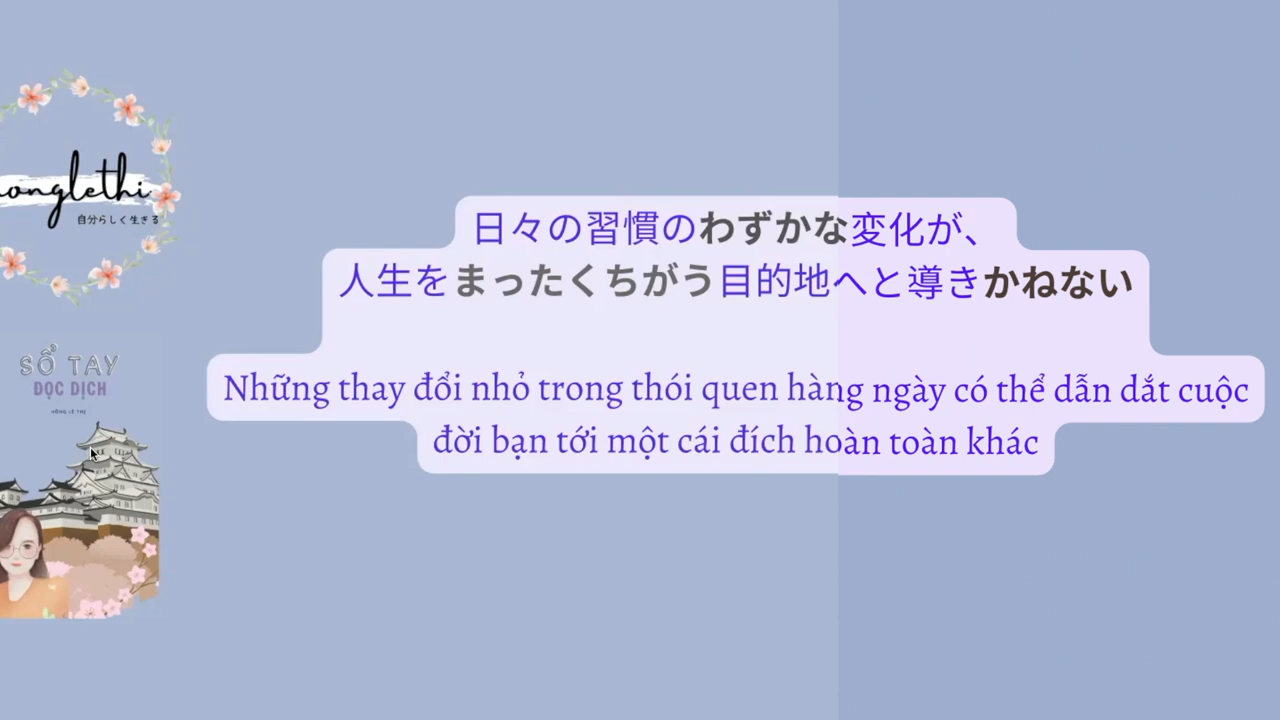 onglethi
自分らしく生きる
日々の習慣のわずかな変化が、
人生をまったくちがう目的地へと導きかねない
Những thay đổi nhỏ trong thói quen hàng ngày có thể dẫn dắt cuộc
đời bạn tới một cái đích hoàn toàn khác
SỔ TAY
ĐỌC DỊCH
HỒNG LÊ THỊ